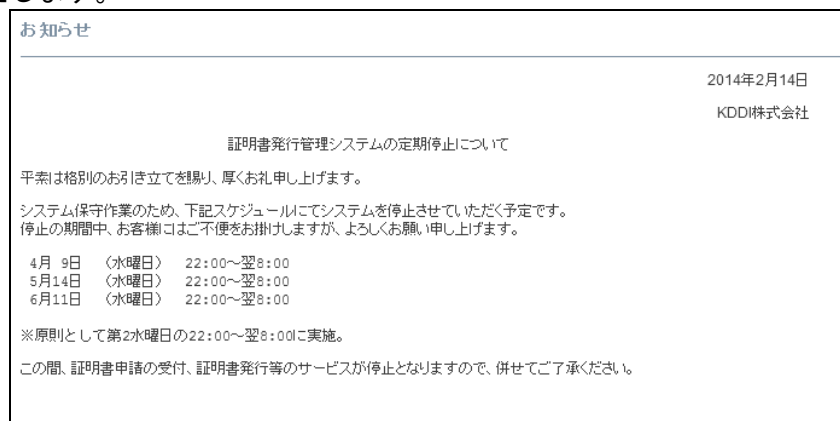 します。
お知らせ
2014年2月14日
KDDI株式会社
証明書発行管理システムの定期停止について
平素は格別のお引き立てを賜り、厚くお礼申し上げます。
システム保守作業のため、下記スケジュールにてシステムを停止させていただく予定です。
停止の期間中、お客様にはご不便をお掛けしますが、よろしくお願い申し上げます。
4月 9日 （水曜日） 22:00～翌8:00
5月14日 （水曜日） 22:00～翌8:00
6月11日 （水曜日） 22:00～翌8:00
※原則として第2水曜日の22:00～翌8:00に実施。
この間、証明書申請の受付、証明書発行等のサービスが停止となりますので、併せてご了承ください。